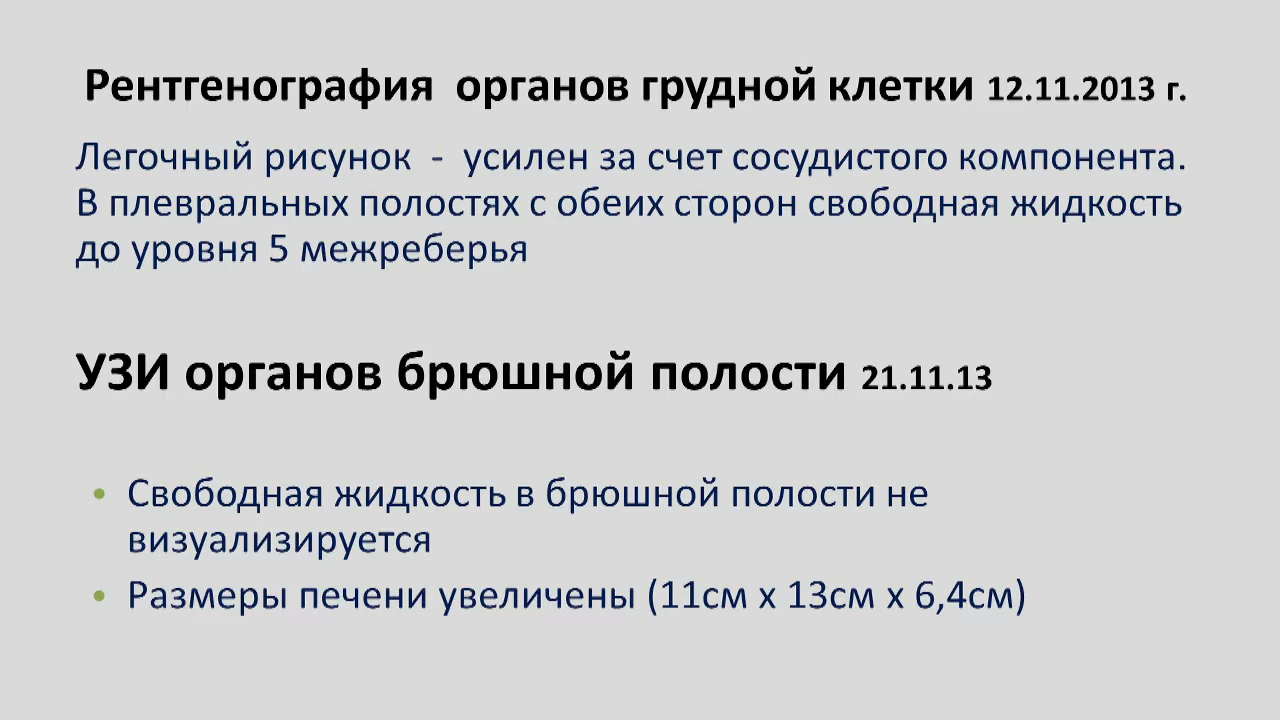 Рентгенография органов грудной клетки 12.11.2013 г.
Легочный рисунок - усилен за счет сосудистого компонента.
В плевральных полостях с обеих сторон свободная жидкость
до уровня 5 межреберья
УЗИ органов брюшной полости 21.11.13
• Свободная жидкость в брюшной полости не
визуализируется
• Размеры печени увеличены (11см х 13см х 6,4см)